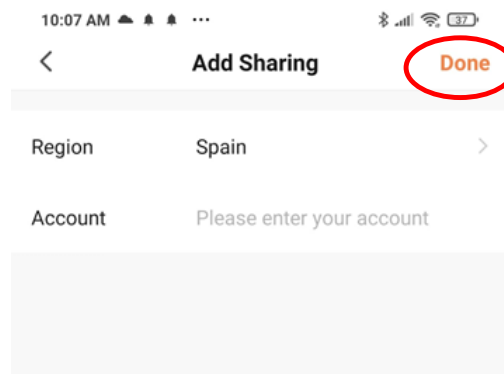 10:07 AM ... 37
Add Sharing Done
Region Spain
Account Please enter your account